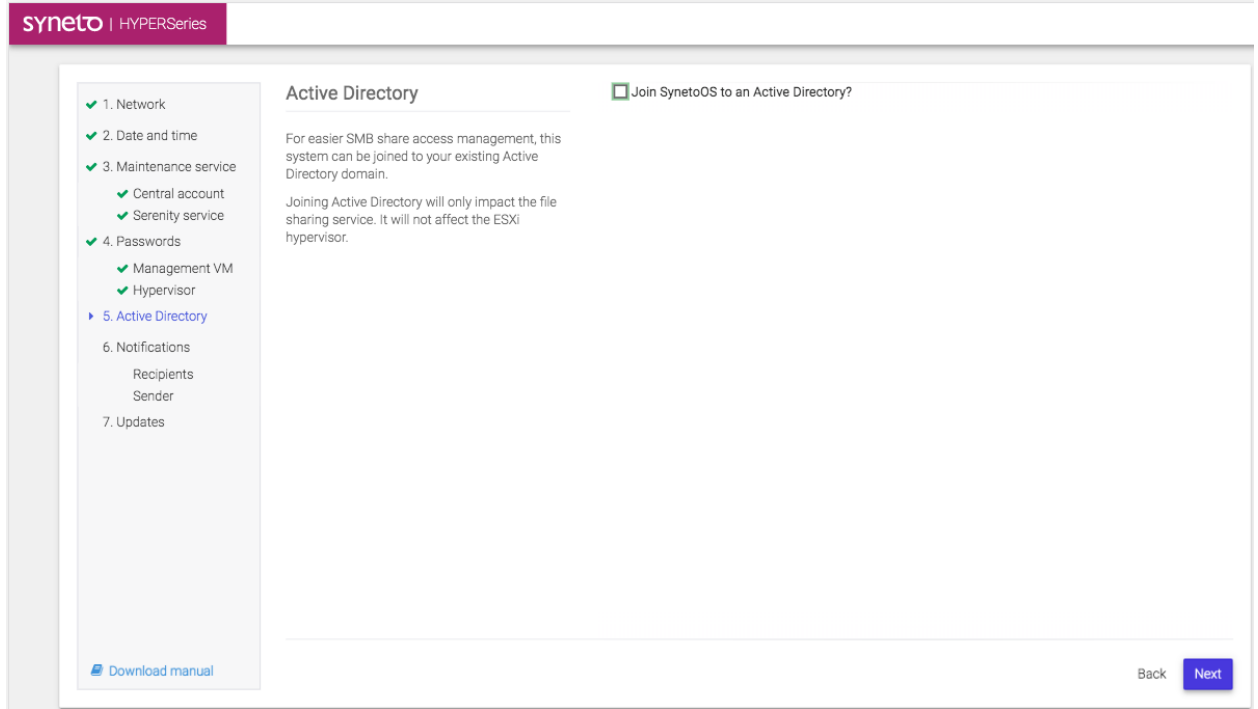 syneto | HYPERSeries
1. Network
2. Date and time
3. Maintenance service
Central account
Serenity service
4. Passwords
Management VM
Hypervisor
5. Active Directory
6. Notifications
Recipients
Sender
7. Updates
Download manual
Active Directory
For easier SMB share access management, this
system can be joined to your existing Active
Directory domain.
Joining Active Directory will only impact the file
sharing service. It will not affect the ESXi
hypervisor.
Join SynetoOS to an Active Directory?
Back
Next